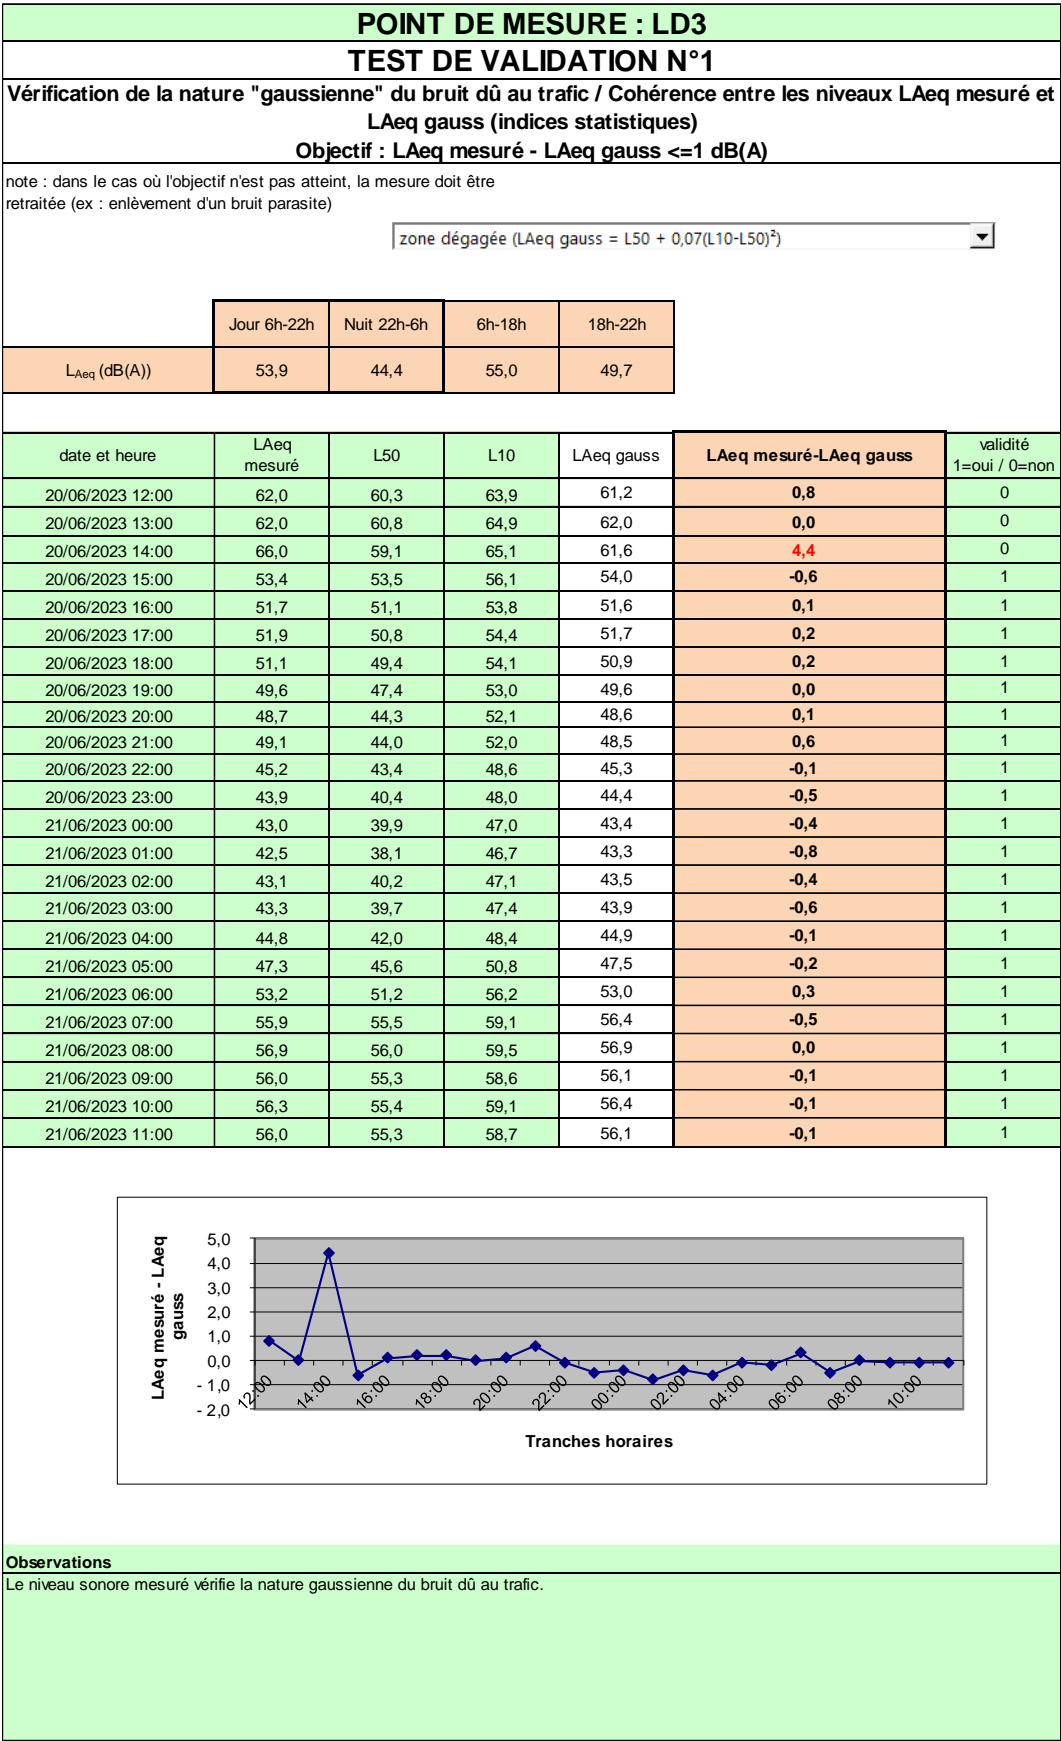 POINT DE MESURE : LD3
TEST DE VALIDATION N°1
Vérification de la nature "gaussienne" du bruit dû au trafic / Cohérence entre les niveaux LAeq mesuré et
LAeq gauss (indices statistiques)
Objectif : LAeq mesuré - LAeq gauss <=1 dB(A)
note : dans le cas où l'objectif n'est pas atteint, la mesure doit être
retraitée (ex : enlèvement d'un bruit parasite)
zone dégagée (LAeq gauss = L50 + 0,07(L10-L50)²)
Jour 6h-22h Nuit 22h-6h 6h-18h 18h-22h
LAeq (dB(A)) 53,9 44,4 55,0 49,7
date et heure LAeq mesuré L50 L10 LAeq gauss LAeq mesuré-LAeq gauss validité 1=oui / 0=non
20/06/2023 12:00 62,0 60,3 63,9 61,2 0,8 0
20/06/2023 13:00 62,0 60,8 64,9 62,0 0,0 0
20/06/2023 14:00 66,0 59,1 65,1 61,6 4,4 0
20/06/2023 15:00 53,4 53,5 56,1 54,0 -0,6 1
20/06/2023 16:00 51,7 51,1 53,8 51,6 0,1 1
20/06/2023 17:00 51,9 50,8 54,4 51,7 0,2 1
20/06/2023 18:00 51,1 49,4 54,1 50,9 0,2 1
20/06/2023 19:00 49,6 47,4 53,0 49,6 0,0 1
20/06/2023 20:00 48,7 44,3 52,1 48,6 0,1 1
20/06/2023 21:00 49,1 44,0 52,0 48,5 0,6 1
20/06/2023 22:00 45,2 43,4 48,6 45,3 -0,1 1
20/06/2023 23:00 43,9 40,4 48,0 44,4 -0,5 1
21/06/2023 00:00 43,0 39,9 47,0 43,4 -0,4 1
21/06/2023 01:00 42,5 38,1 46,7 43,3 -0,8 1
21/06/2023 02:00 43,1 40,2 47,1 43,5 -0,4 1
21/06/2023 03:00 43,3 39,7 47,4 43,9 -0,6 1
21/06/2023 04:00 44,8 42,0 48,4 44,9 -0,1 1
21/06/2023 05:00 47,3 45,6 50,8 47,5 -0,2 1
21/06/2023 06:00 53,2 51,2 56,2 53,0 0,3 1
21/06/2023 07:00 55,9 55,5 59,1 56,4 -0,5 1
21/06/2023 08:00 56,9 56,0 59,5 56,9 0,0 1
21/06/2023 09:00 56,0 55,3 58,6 56,1 -0,1 1
21/06/2023 10:00 56,3 55,4 59,1 56,4 -0,1 1
21/06/2023 11:00 56,0 55,3 58,7 56,1 -0,1 1
LAeq mesuré - LAeq
gauss
5,0
4,0
3,0
2,0
1,0
0,0
- 1,0
- 2,0
12:00 14:00 16:00 18:00 20:00 22:00 00:00 02:00 04:00 06:00 08:00 10:00
Tranches horaires
Observations
Le niveau sonore mesuré vérifie la nature gaussienne du bruit dû au trafic.